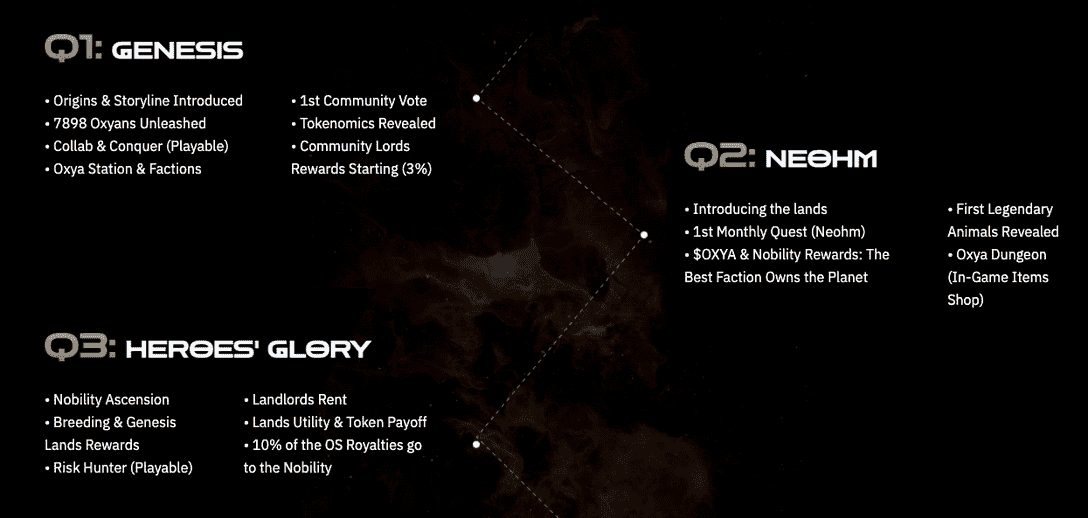 Q1: GENESIS
• Origins & Storyline Introduced
• 7898 Oxyans Unleashed
• Collab & Conquer (Playable)
• Oxya Station & Factions
• 1st Community Vote
• Tokenomics Revealed
• Community Lords
Rewards Starting (3%)
Q2: NEOHM
• Introducing the lands
• 1st Monthly Quest (Neohm)
• $OXYA & Nobility Rewards: The
Best Faction Owns the Planet
• First Legendary
Animals Revealed
• Oxya Dungeon
(In-Game Items
Shop)
Q3: HEROES' GLORY
• Nobility Ascension
• Breeding & Genesis
Lands Rewards
• Risk Hunter (Playable)
• Landlords Rent
• Lands Utility & Token Payoff
• 10% of the OS Royalties go
to the Nobility